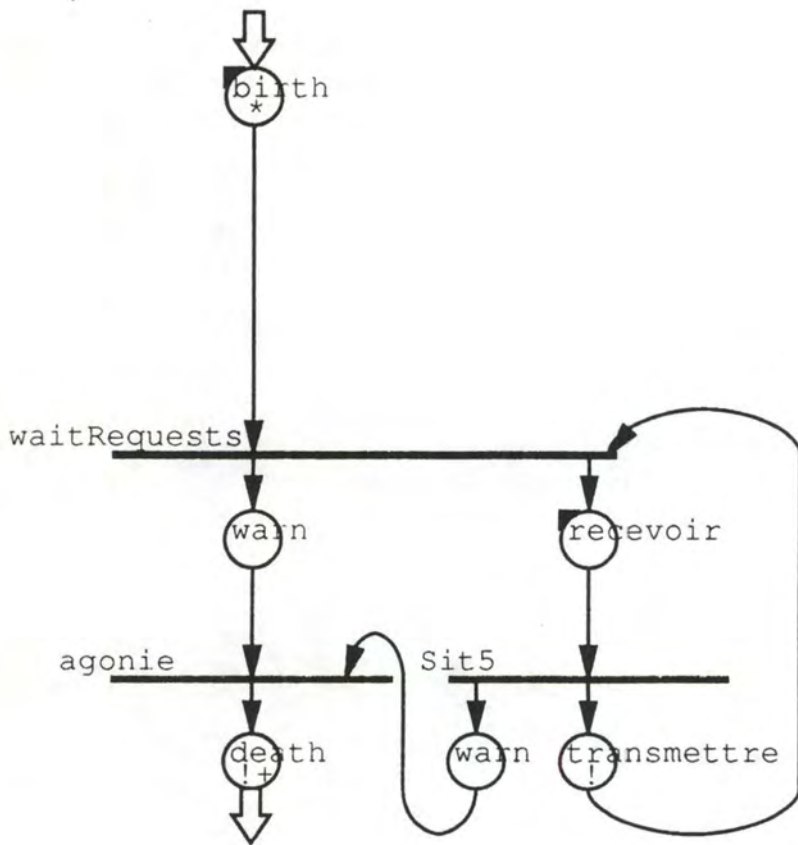 birth
*
waitRequests
warn
recevoir
agonie
Sit5
death
!+
warn
transmettre
!